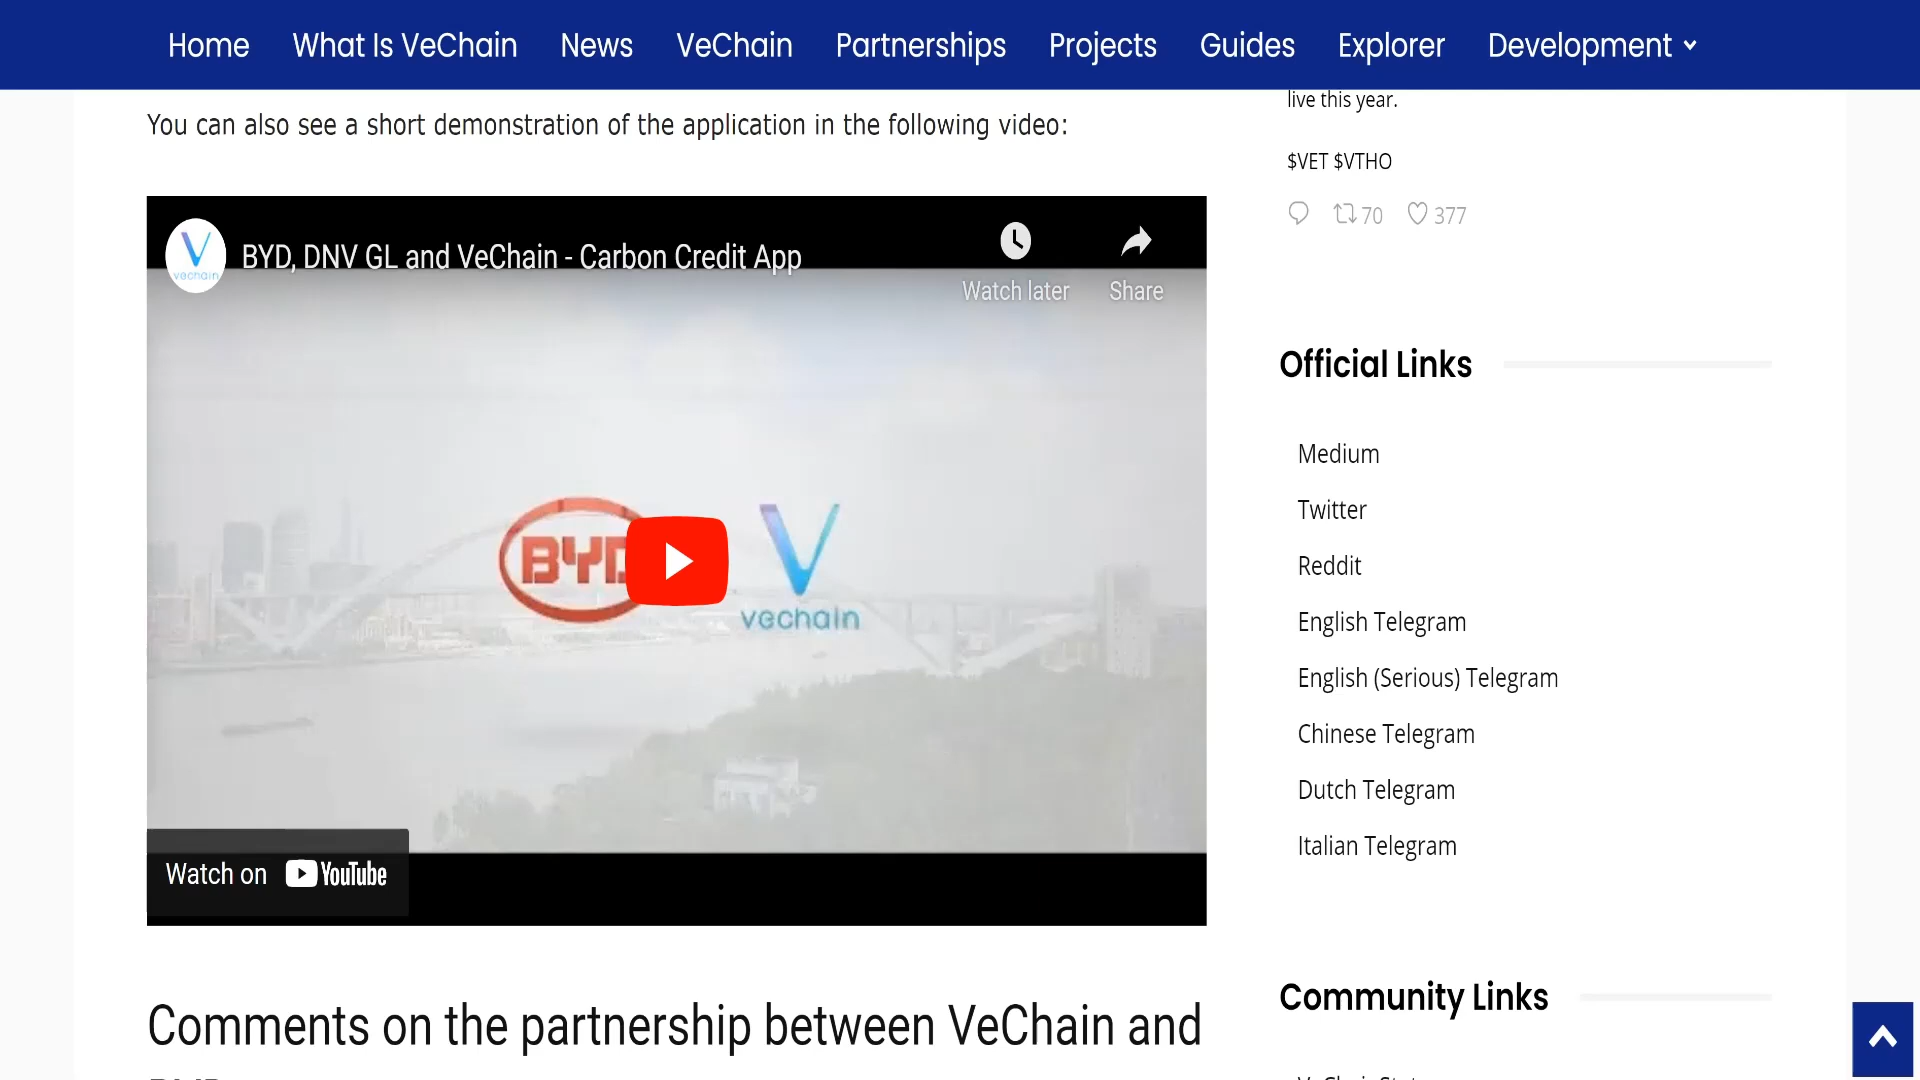 Home What Is VeChain News VeChain Partnerships Projects Guides Explorer Development
You can also see a short demonstration of the application in the following video:
BYD, DNV GL and VeChain - Carbon Credit App
Watch later
Share
vechain
BYD
vechain
Watch on YouTube
Comments on the partnership between VeChain and
live this year.
$VET $VTHO
70 377
Official Links
Medium
Twitter
Reddit
English Telegram
English (Serious) Telegram
Chinese Telegram
Dutch Telegram
Italian Telegram
Community Links